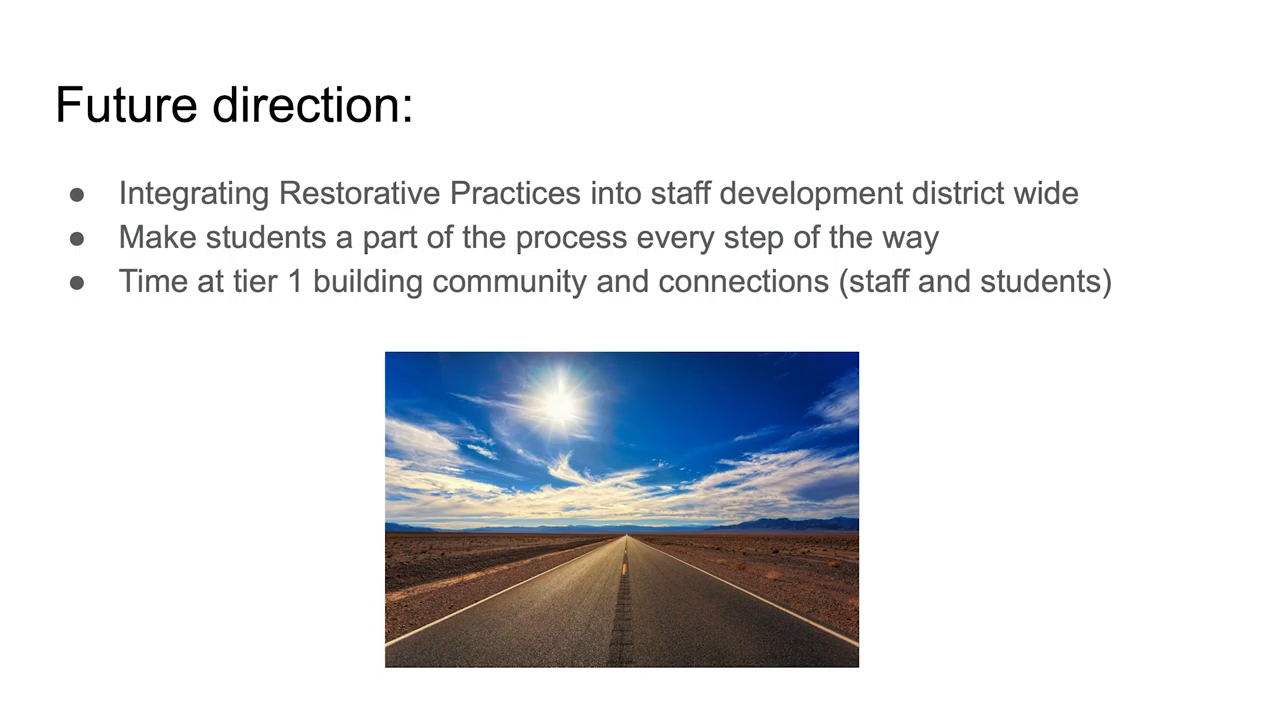 Future direction:
● Integrating Restorative Practices into staff development district wide
● Make students a part of the process every step of the way
● Time at tier 1 building community and connections (staff and students)